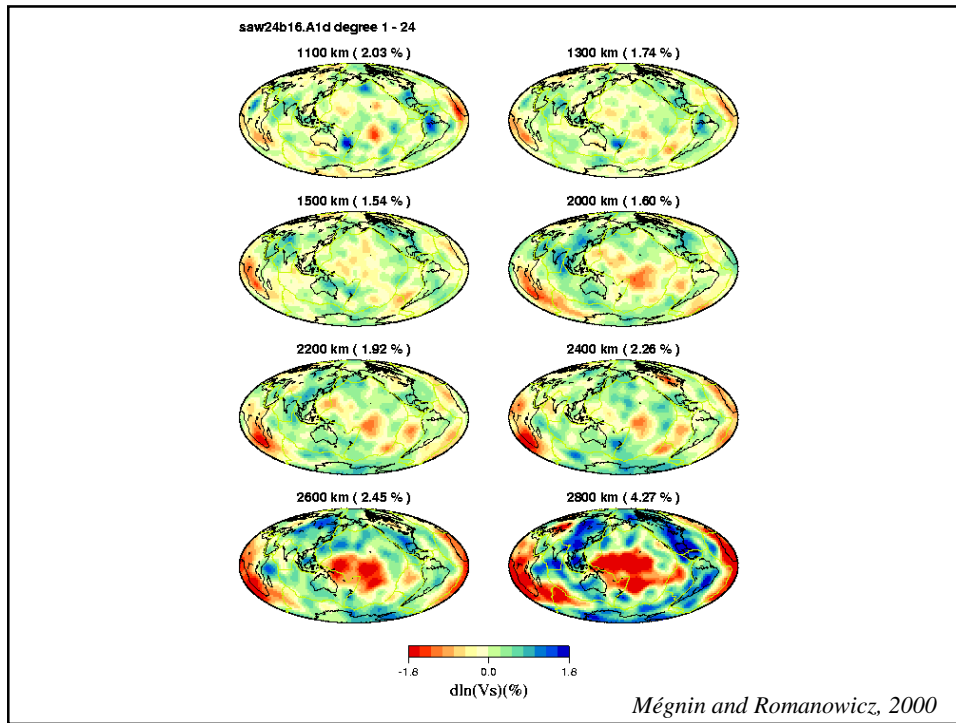 saw24b16.A1d degree 1 - 24
1100 km ( 2.03 % )
1300 km ( 1.74 % )
1500 km ( 1.54 % )
2000 km ( 1.60 % )
2200 km ( 1.92 % )
2400 km ( 2.26 % )
2600 km ( 2.45 % )
2800 km ( 4.27 % )
-1.8 0.0 1.8
dln(Vs)(%)
Mégnin and Romanowicz, 2000